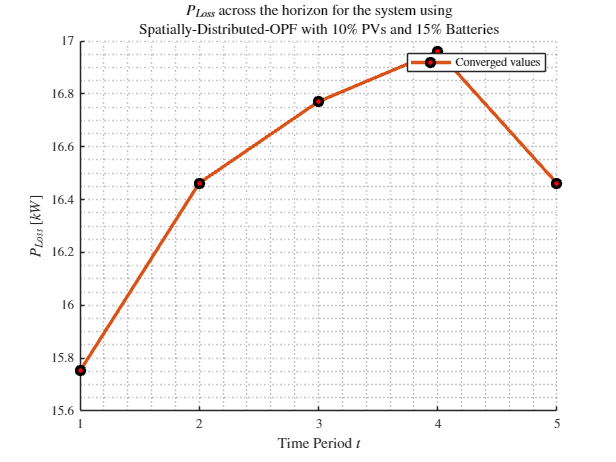 P_Loss across the horizon for the system using
Spatially-Distributed-OPF with 10% PVs and 15% Batteries
17
Converged values
16.8
16.6
16.4
P_Loss [kW]
16.2
16
15.8
15.6
1 2 3 4 5
Time Period t